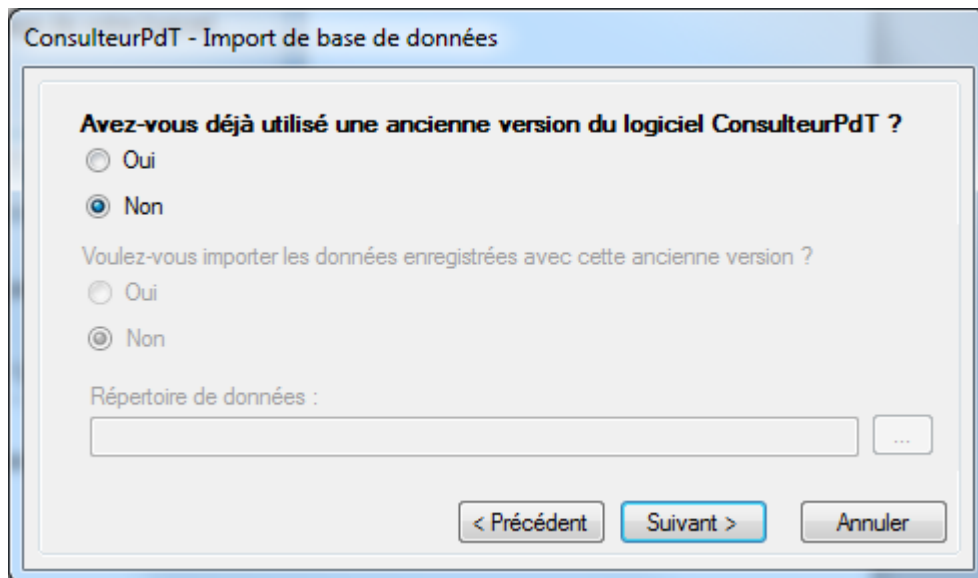 ConsulteurPdT - Import de base de données
Avez-vous déjà utilisé une ancienne version du logiciel ConsulteurPdT ?
Oui
Non
Voulez-vous importer les données enregistrées avec cette ancienne version ?
Oui
Non
Répertoire de données :
...
< Précédent
Suivant >
Annuler